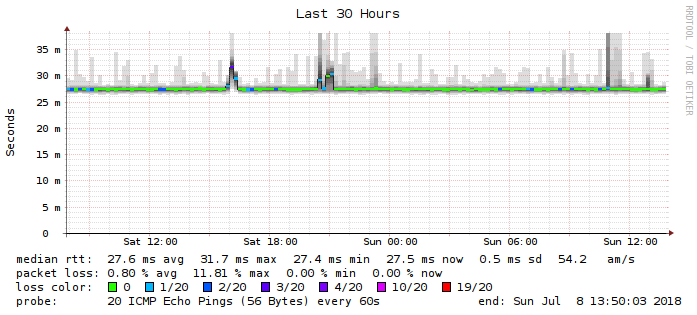 Last 30 Hours
RRDTOOL / TOBI OETIKER
Seconds
35 m
30 m
25 m
20 m
15 m
10 m
5 m
0
Sat 12:00 Sat 18:00 Sun 00:00 Sun 06:00 Sun 12:00
median rtt: 27.6 ms avg 31.7 ms max 27.4 ms min 27.5 ms now 0.5 ms sd 54.2 am/s
packet loss: 0.80 % avg 11.81 % max 0.00 % min 0.00 % now
loss color: 0 1/20 2/20 3/20 4/20 10/20 19/20
probe: 20 ICMP Echo Pings (56 Bytes) every 60s end: Sun Jul 8 13:50:03 2018